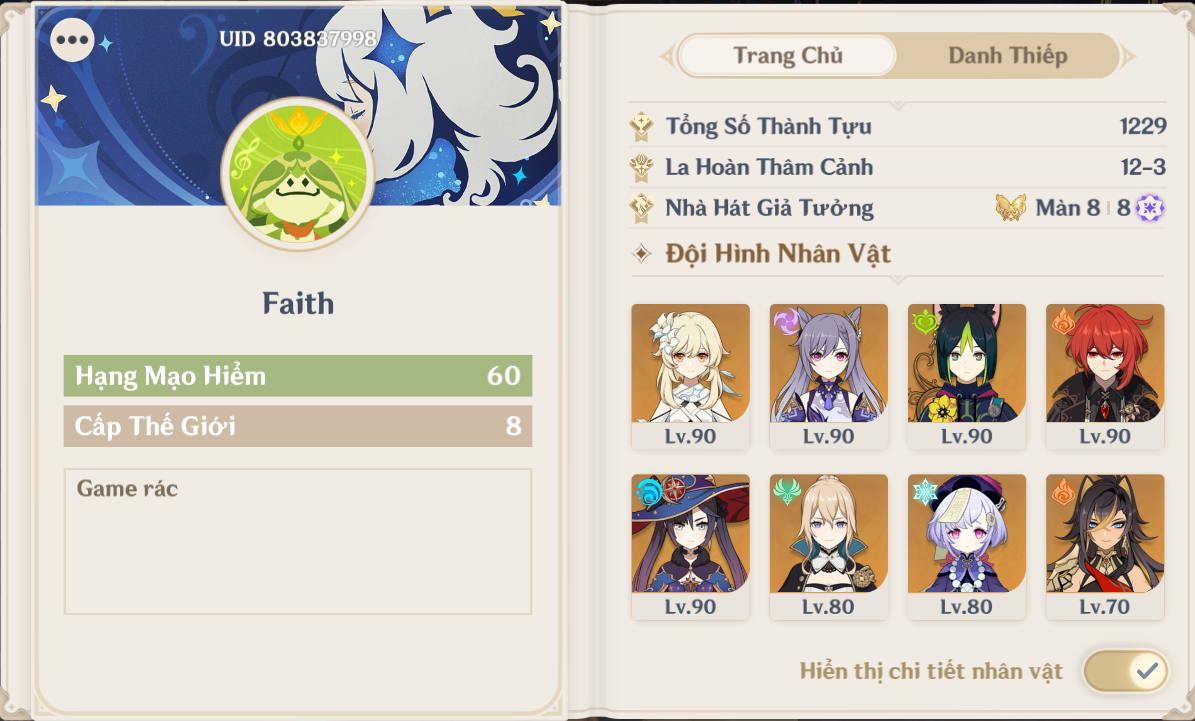 UID 803837998
Faith
Hạng Mạo Hiểm 60
Cấp Thế Giới 8
Game rác
Trang Chủ Danh Thiếp
Tổng Số Thành Tựu 1229
La Hoàn Thâm Cảnh 12-3
Nhà Hát Giả Tưởng Màn 8 | 8
Đội Hình Nhân Vật
Lv.90 Lv.90 Lv.90 Lv.90
Lv.90 Lv.80 Lv.80 Lv.70
Hiển thị chi tiết nhân vật